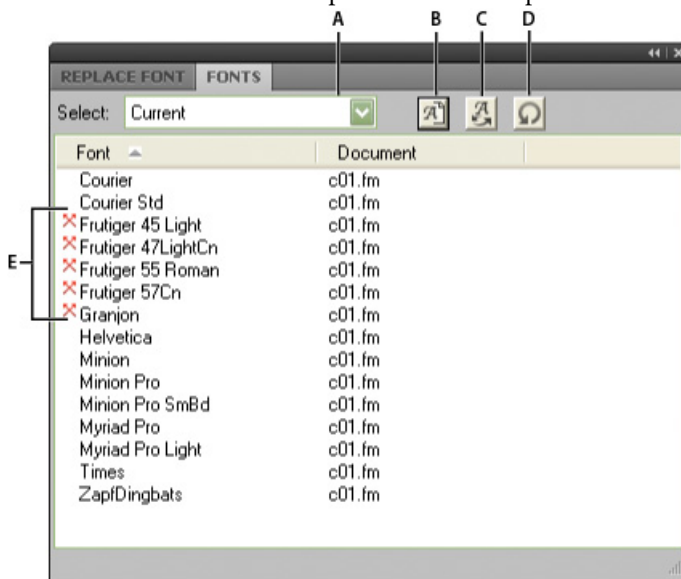 A B C D
REPLACE FONT FONTS
Select: Current
Font Document
Courier c01.fm
Courier Std c01.fm
Frutiger 45 Light c01.fm
Frutiger 47LightCn c01.fm
E
Frutiger 55 Roman c01.fm
Frutiger 57Cn c01.fm
Granjon c01.fm
Helvetica c01.fm
Minion c01.fm
Minion Pro c01.fm
Minion Pro SmBd c01.fm
Myriad Pro c01.fm
Myriad Pro Light c01.fm
Times c01.fm
ZapfDingbats c01.fm